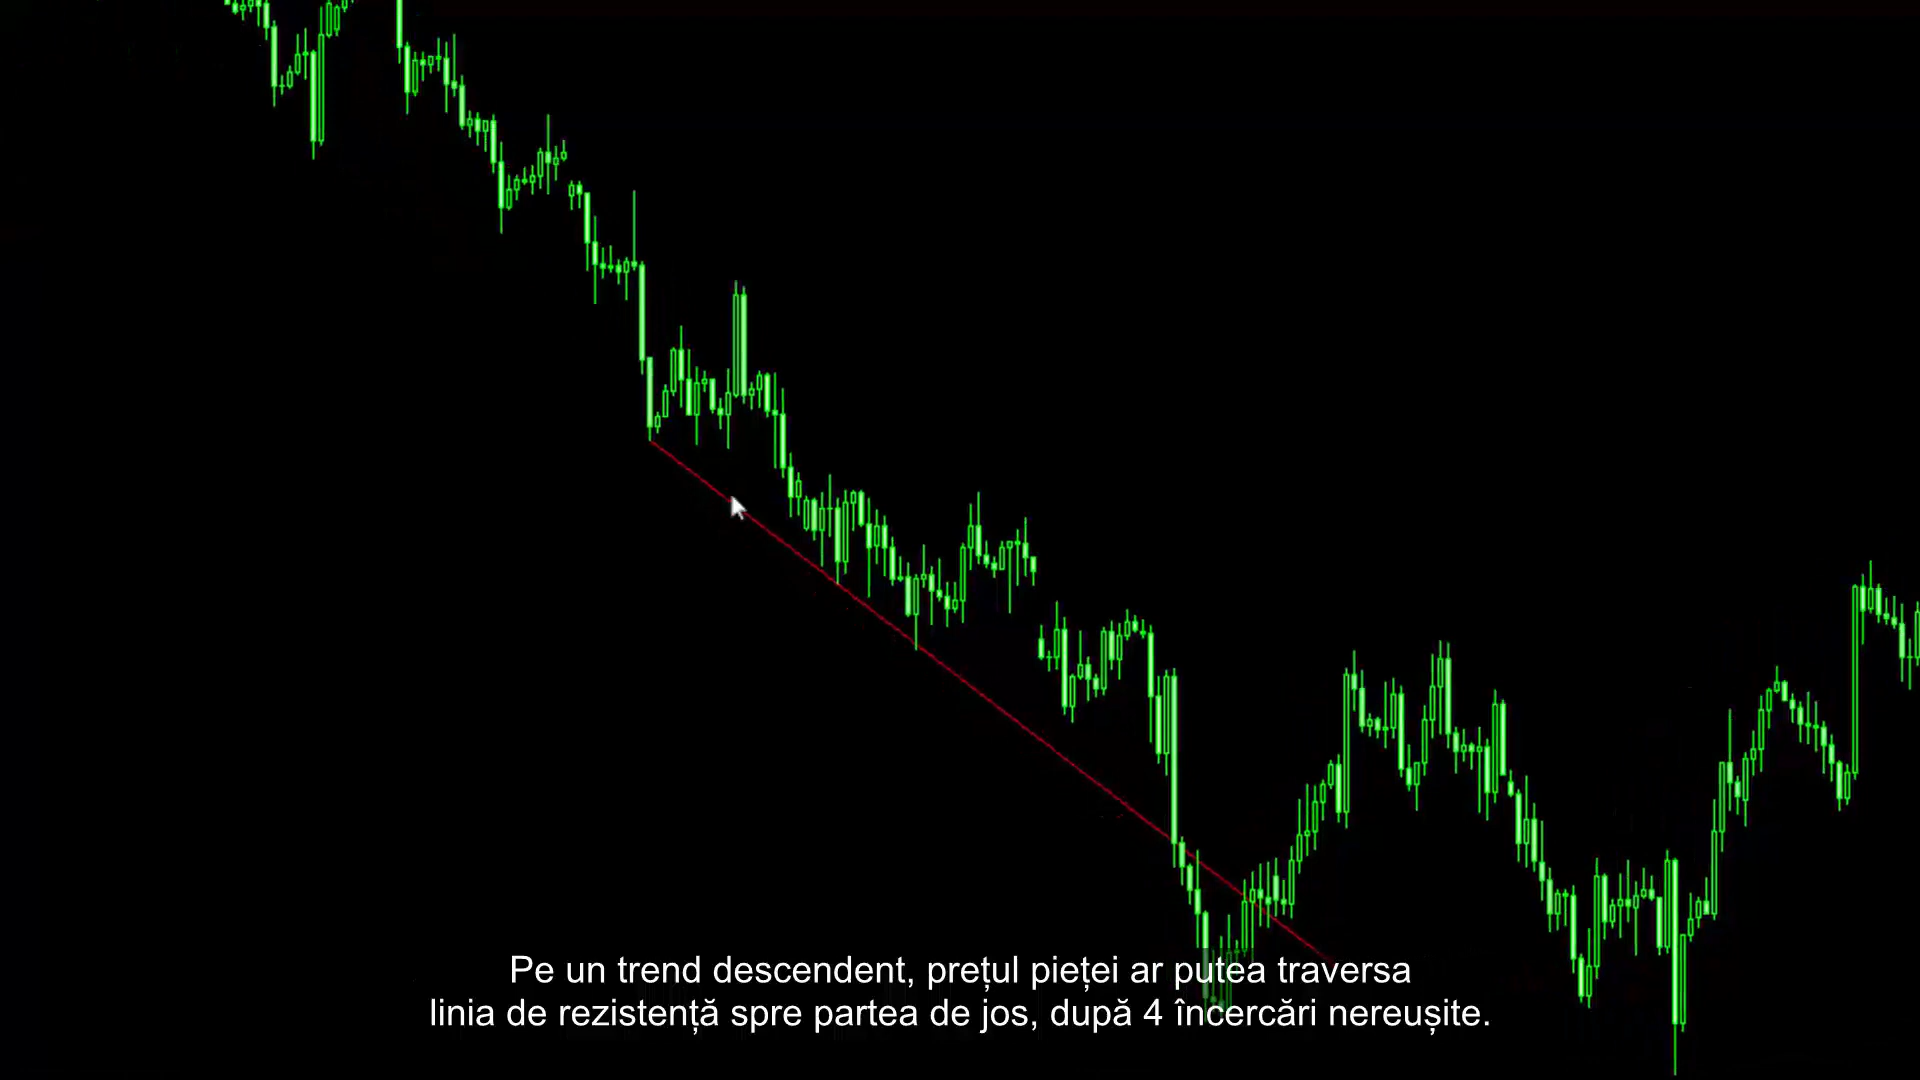 Pe un trend descendent, prețul pieței ar putea traversa
linia de rezistență spre partea de jos, după 4 încercări nereușite.